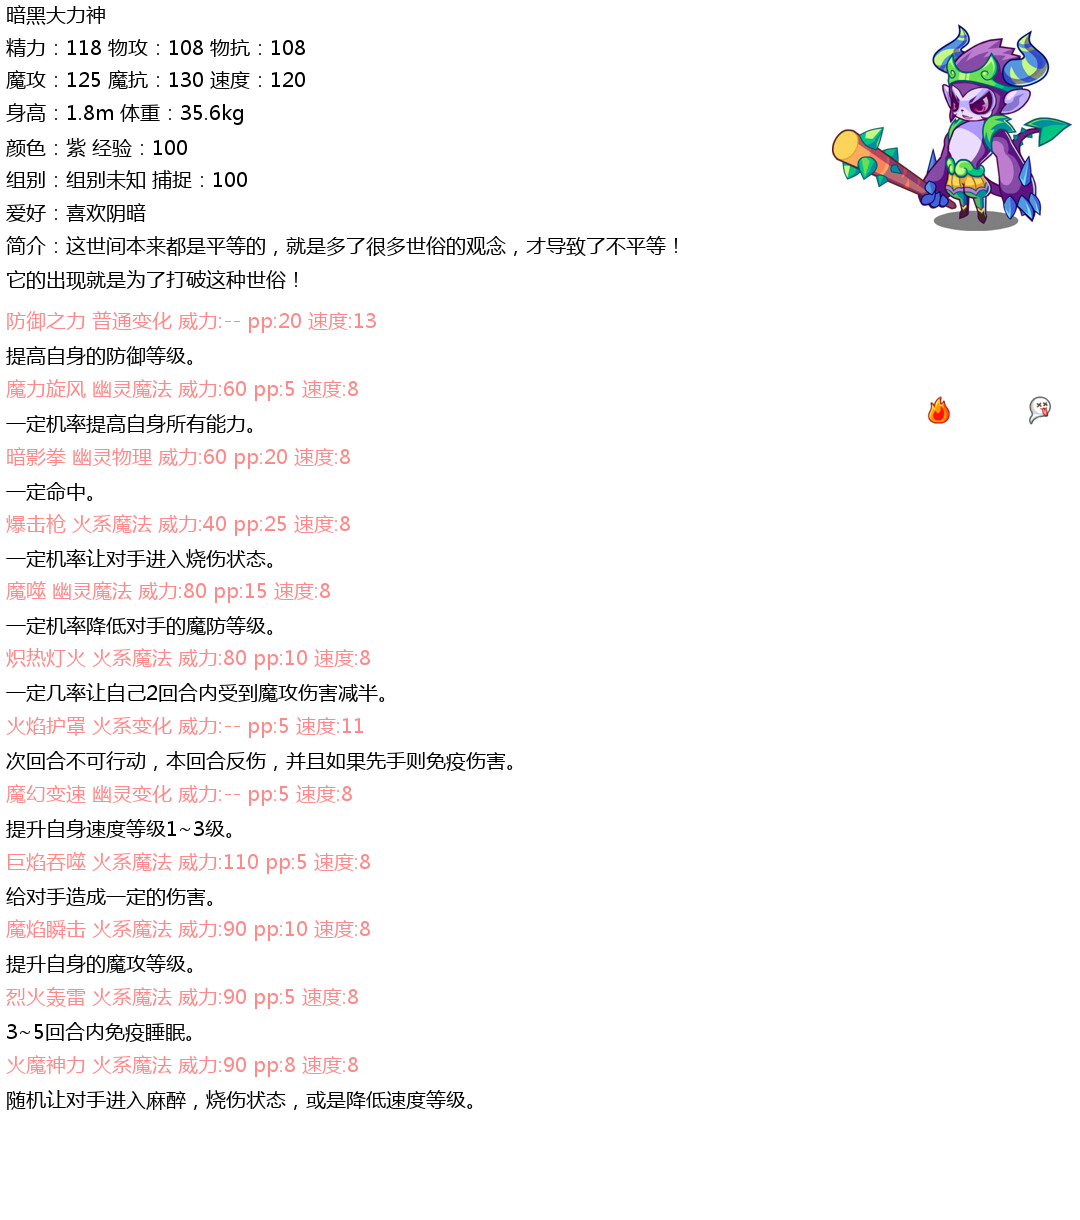 暗黑大力神
精力：118 物攻：108 物抗：108
魔攻：125 魔抗：130 速度：120
身高：1.8m 体重：35.6kg
颜色：紫 经验：100
组别：组别未知 捕捉：100
爱好：喜欢阴暗
简介：这世间本来都是平等的，就是多了很多世俗的观念，才导致了不平等！
它的出现就是为了打破这种世俗！
防御之力 普通变化 威力:-- pp:20 速度:13
提高自身的防御等级。
魔力旋风 幽灵魔法 威力:60 pp:5 速度:8
一定机率提高自身所有能力。
暗影拳 幽灵物理 威力:60 pp:20 速度:8
一定命中。
爆击枪 火系魔法 威力:40 pp:25 速度:8
一定机率让对手进入烧伤状态。
魔噬 幽灵魔法 威力:80 pp:15 速度:8
一定机率降低对手的魔防等级。
炽热灯火 火系魔法 威力:80 pp:10 速度:8
一定几率让自己2回合内受到魔攻伤害减半。
火焰护罩 火系变化 威力:-- pp:5 速度:11
次回合不可行动，本回合反伤，并且如果先手则免疫伤害。
魔幻变速 幽灵变化 威力:-- pp:5 速度:8
提升自身速度等级1~3级。
巨焰吞噬 火系魔法 威力:110 pp:5 速度:8
给对手造成一定的伤害。
魔焰瞬击 火系魔法 威力:90 pp:10 速度:8
提升自身的魔攻等级。
烈火轰雷 火系魔法 威力:90 pp:5 速度:8
3~5回合内免疫睡眠。
火魔神力 火系魔法 威力:90 pp:8 速度:8
随机让对手进入麻醉，烧伤状态，或是降低速度等级。